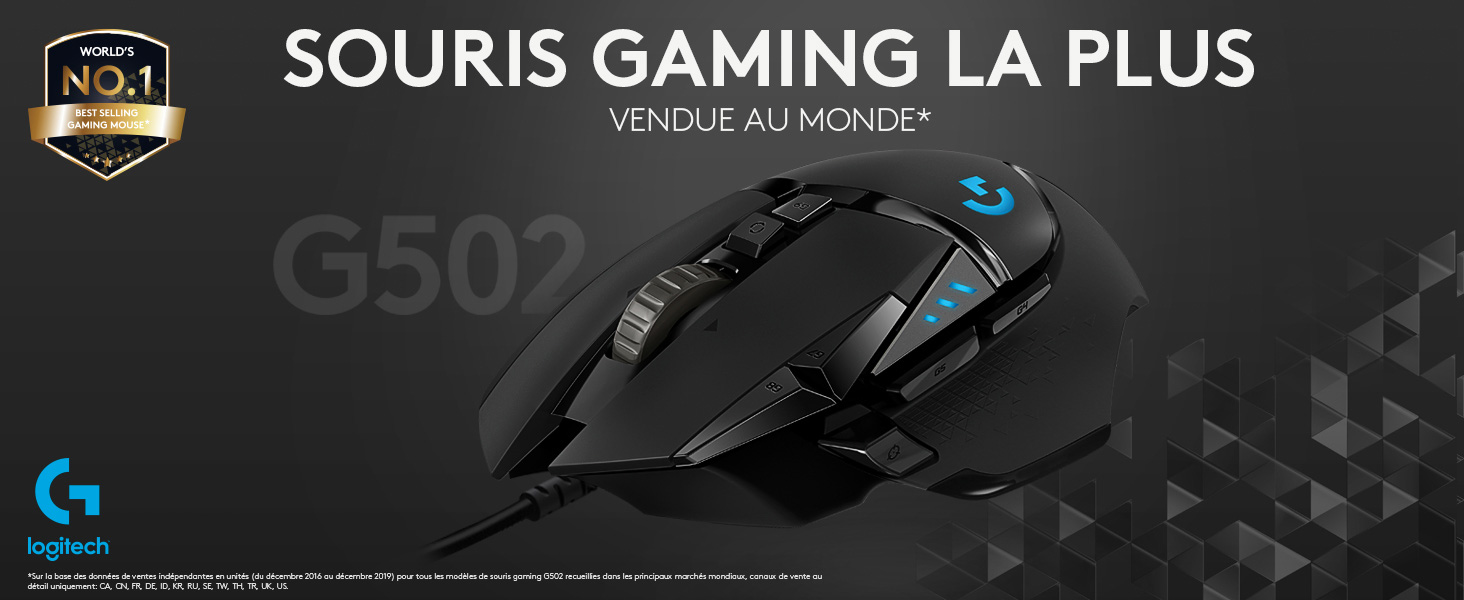 WORLD'S
NO.1
BEST SELLING
GAMING MOUSE*
SOURIS GAMING LA PLUS
VENDUE AU MONDE*
G502
G
G4
G5
logitech
*Sur la base des données de ventes indépendantes en unités (du décembre 2016 au décembre 2019) pour tous les modèles de souris gaming G502 recueillies dans les principaux marchés mondiaux, canaux de vente au
détail uniquement: CA, CN, FR, DE, ID, KR, RU, SE, TW, TH, TR, UK, US.